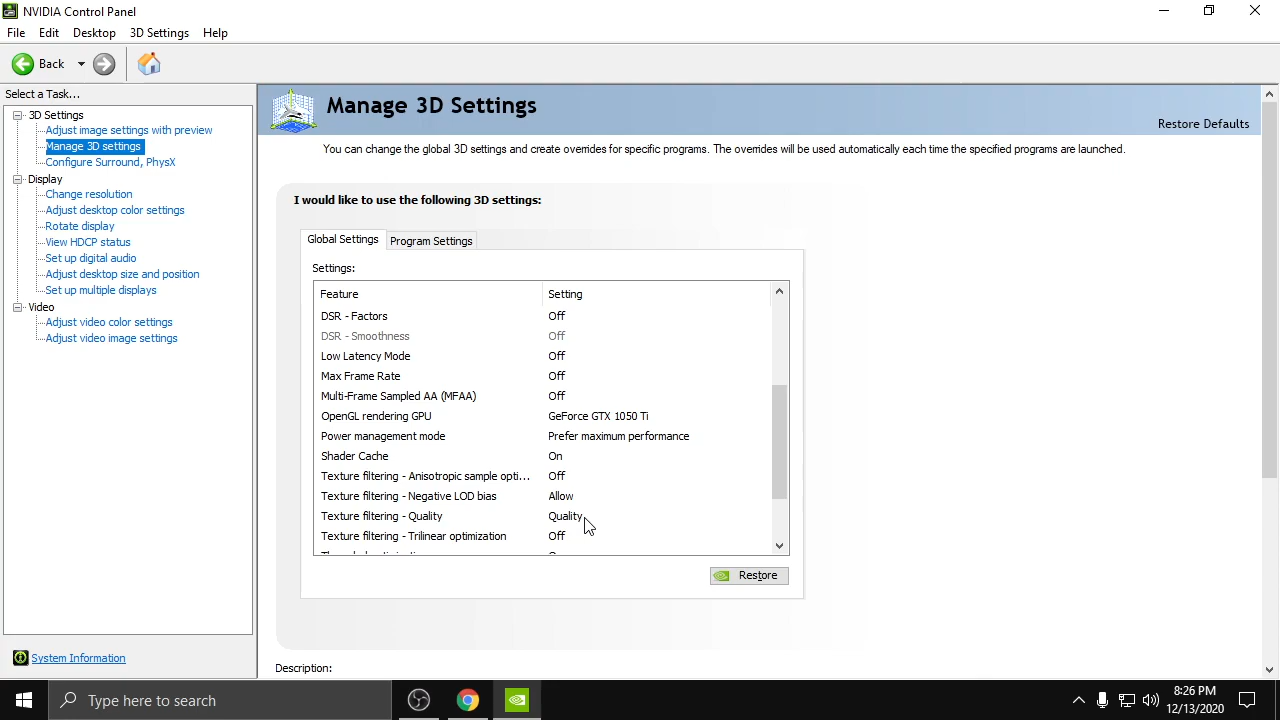 NVIDIA Control Panel
File Edit Desktop 3D Settings Help
Back
Select a Task...
3D Settings
Adjust image settings with preview
Manage 3D settings
Configure Surround, PhysX
Display
Change resolution
Adjust desktop color settings
Rotate display
View HDCP status
Set up digital audio
Adjust desktop size and position
Set up multiple displays
Video
Adjust video color settings
Adjust video image settings
System Information
Manage 3D Settings
Restore Defaults
You can change the global 3D settings and create overrides for specific programs. The overrides will be used automatically each time the specified programs are launched.
I would like to use the following 3D settings:
Global Settings Program Settings
Settings:
Feature Setting
DSR - Factors Off
DSR - Smoothness Off
Low Latency Mode Off
Max Frame Rate Off
Multi-Frame Sampled AA (MFAA) Off
OpenGL rendering GPU GeForce GTX 1050 Ti
Power management mode Prefer maximum performance
Shader Cache On
Texture filtering - Anisotropic sample opti... Off
Texture filtering - Negative LOD bias Allow
Texture filtering - Quality Quality
Texture filtering - Trilinear optimization Off
Restore
Description:
Type here to search
8:26 PM
12/13/2020